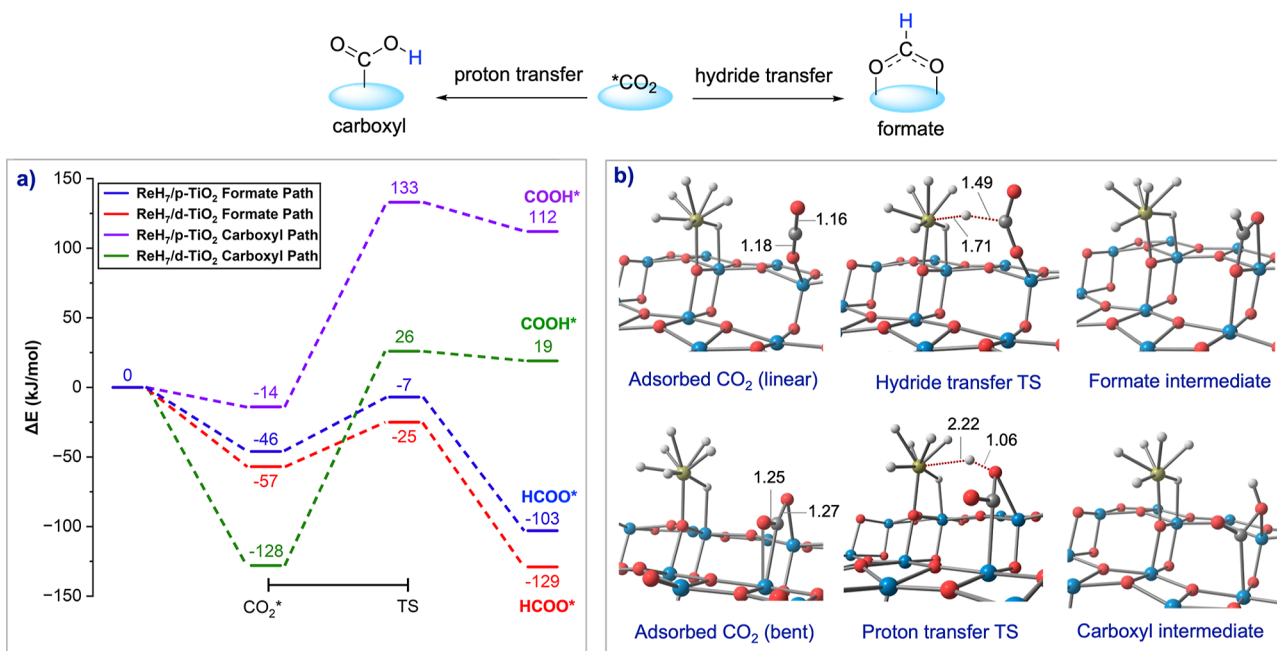 O
C
O
H
carboxyl
proton transfer
*CO₂
hydride transfer
H
C
O
O
formate
a)
ReH₇/p-TiO₂ Formate Path
ReH₇/d-TiO₂ Formate Path
ReH₇/p-TiO₂ Carboxyl Path
ReH₇/d-TiO₂ Carboxyl Path
ΔE (kJ/mol)
150
100
50
0
−50
−100
−150
0
-14
-46
-57
-128
133
26
-7
-25
COOH*
112
COOH*
19
HCOO*
-103
-129
HCOO*
CO₂*
TS
b)
1.16
1.18
Adsorbed CO₂ (linear)
1.49
1.71
Hydride transfer TS
Formate intermediate
1.25
1.27
Adsorbed CO₂ (bent)
2.22
1.06
Proton transfer TS
Carboxyl intermediate